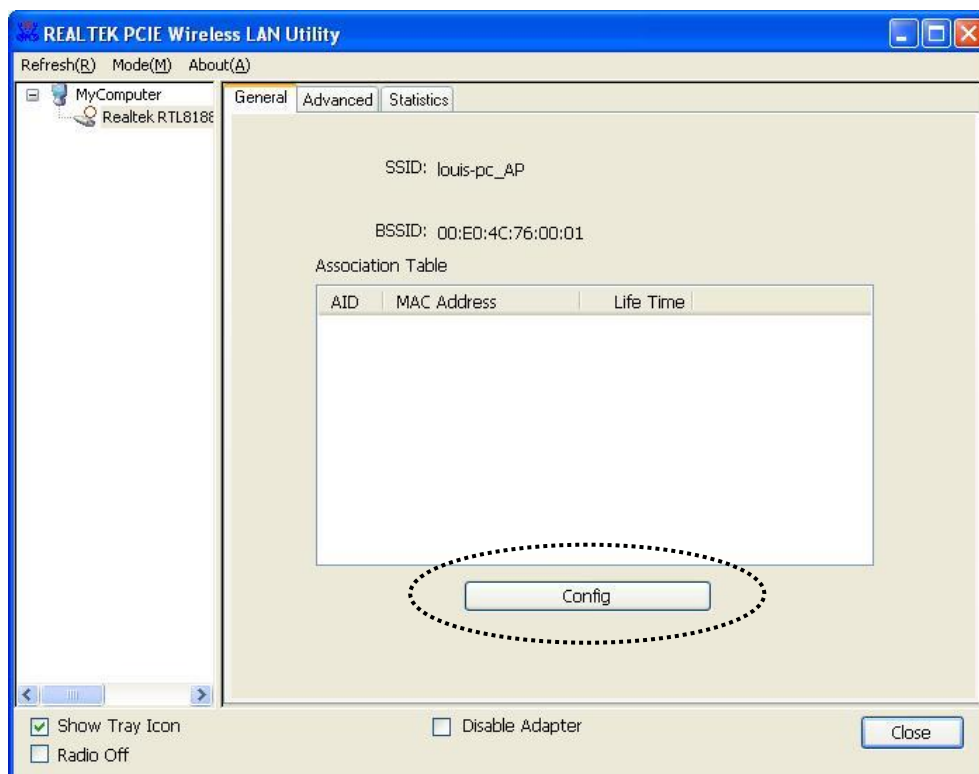 REALTEK PCIE Wireless LAN Utility
Refresh(R) Mode(M) About(A)
MyComputer
Realtek RTL8188
General Advanced Statistics
SSID: louis-pc_AP
BSSID: 00:E0:4C:76:00:01
Association Table
AID MAC Address Life Time
Config
Show Tray Icon
Disable Adapter
Close
Radio Off